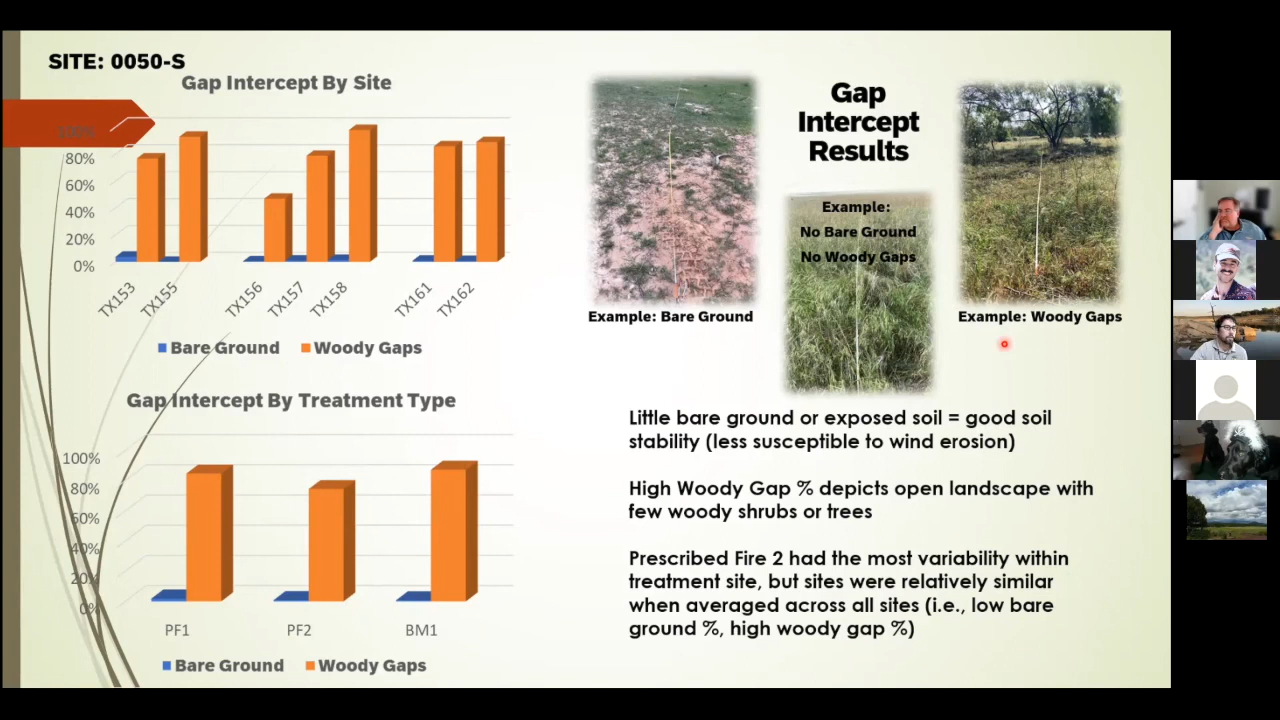 SITE: 0050-S
Gap Intercept By Site
100%
80%
60%
40%
20%
0%
TX153
TX155
TX156
TX157
TX158
TX161
TX162
Bare Ground
Woody Gaps
Gap Intercept By Treatment Type
100%
80%
60%
40%
20%
0%
PF1
PF2
BM1
Bare Ground
Woody Gaps
Gap
Intercept
Results
Example: Bare Ground
Example:
No Bare Ground
No Woody Gaps
Example: Woody Gaps
Little bare ground or exposed soil = good soil
stability (less susceptible to wind erosion)
High Woody Gap % depicts open landscape with
few woody shrubs or trees
Prescribed Fire 2 had the most variability within
treatment site, but sites were relatively similar
when averaged across all sites (i.e., low bare
ground %, high woody gap %)